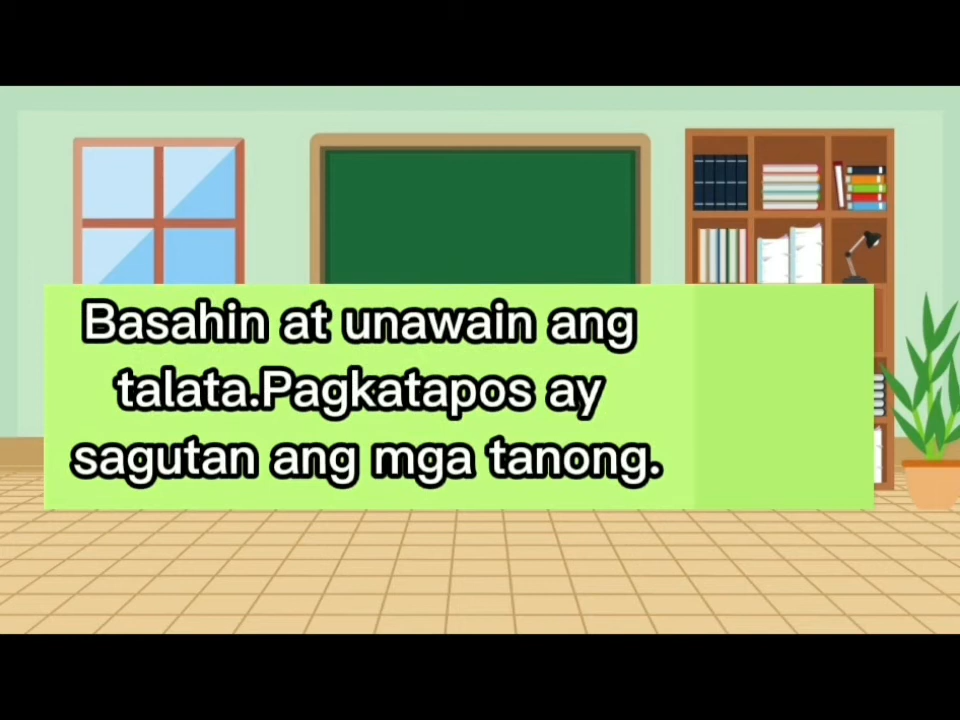 Basahin at unawain ang
talata.Pagkatapos ay
sagutan ang mga tanong.